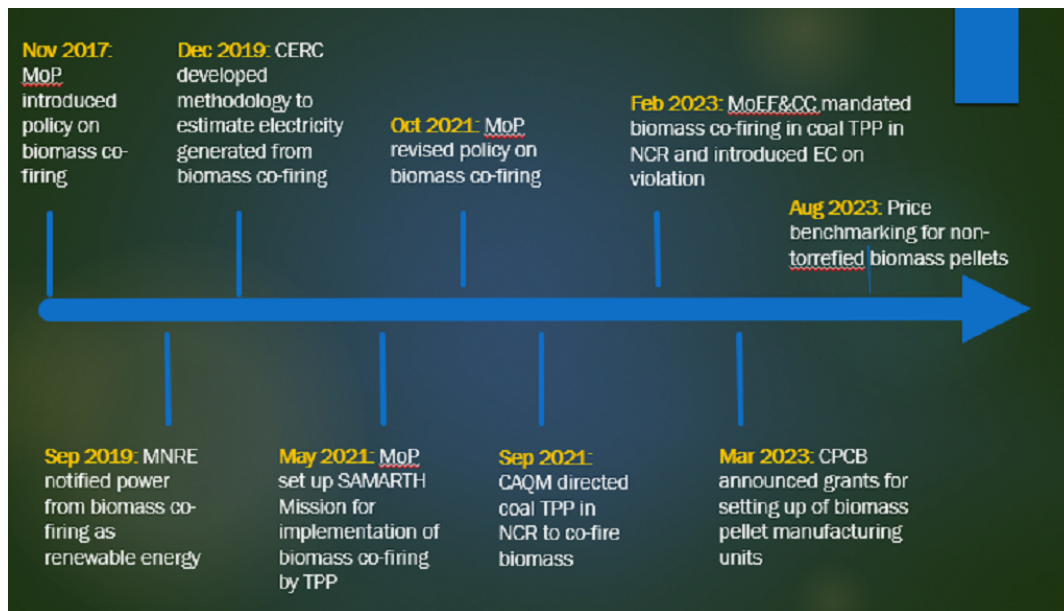 Nov 2017:
MoP
introduced
policy on
biomass co-
firing
Dec 2019: CERC
developed
methodology to
estimate electricity
generated from
biomass co-firing
Oct 2021: MoP
revised policy on
biomass co-firing
Feb 2023: MoEF&CC mandated
biomass co-firing in coal TPP in
NCR and introduced EC on
violation
Aug 2023: Price
benchmarking for non-
torrefied biomass pellets
Sep 2019: MNRE
notified power
from biomass co-
firing as
renewable energy
May 2021: MoP
set up SAMARTH
Mission for
implementation of
biomass co-firing
by TPP
Sep 2021:
CAQM directed
coal TPP in
NCR to co-fire
biomass
Mar 2023: CPCB
announced grants for
setting up of biomass
pellet manufacturing
units